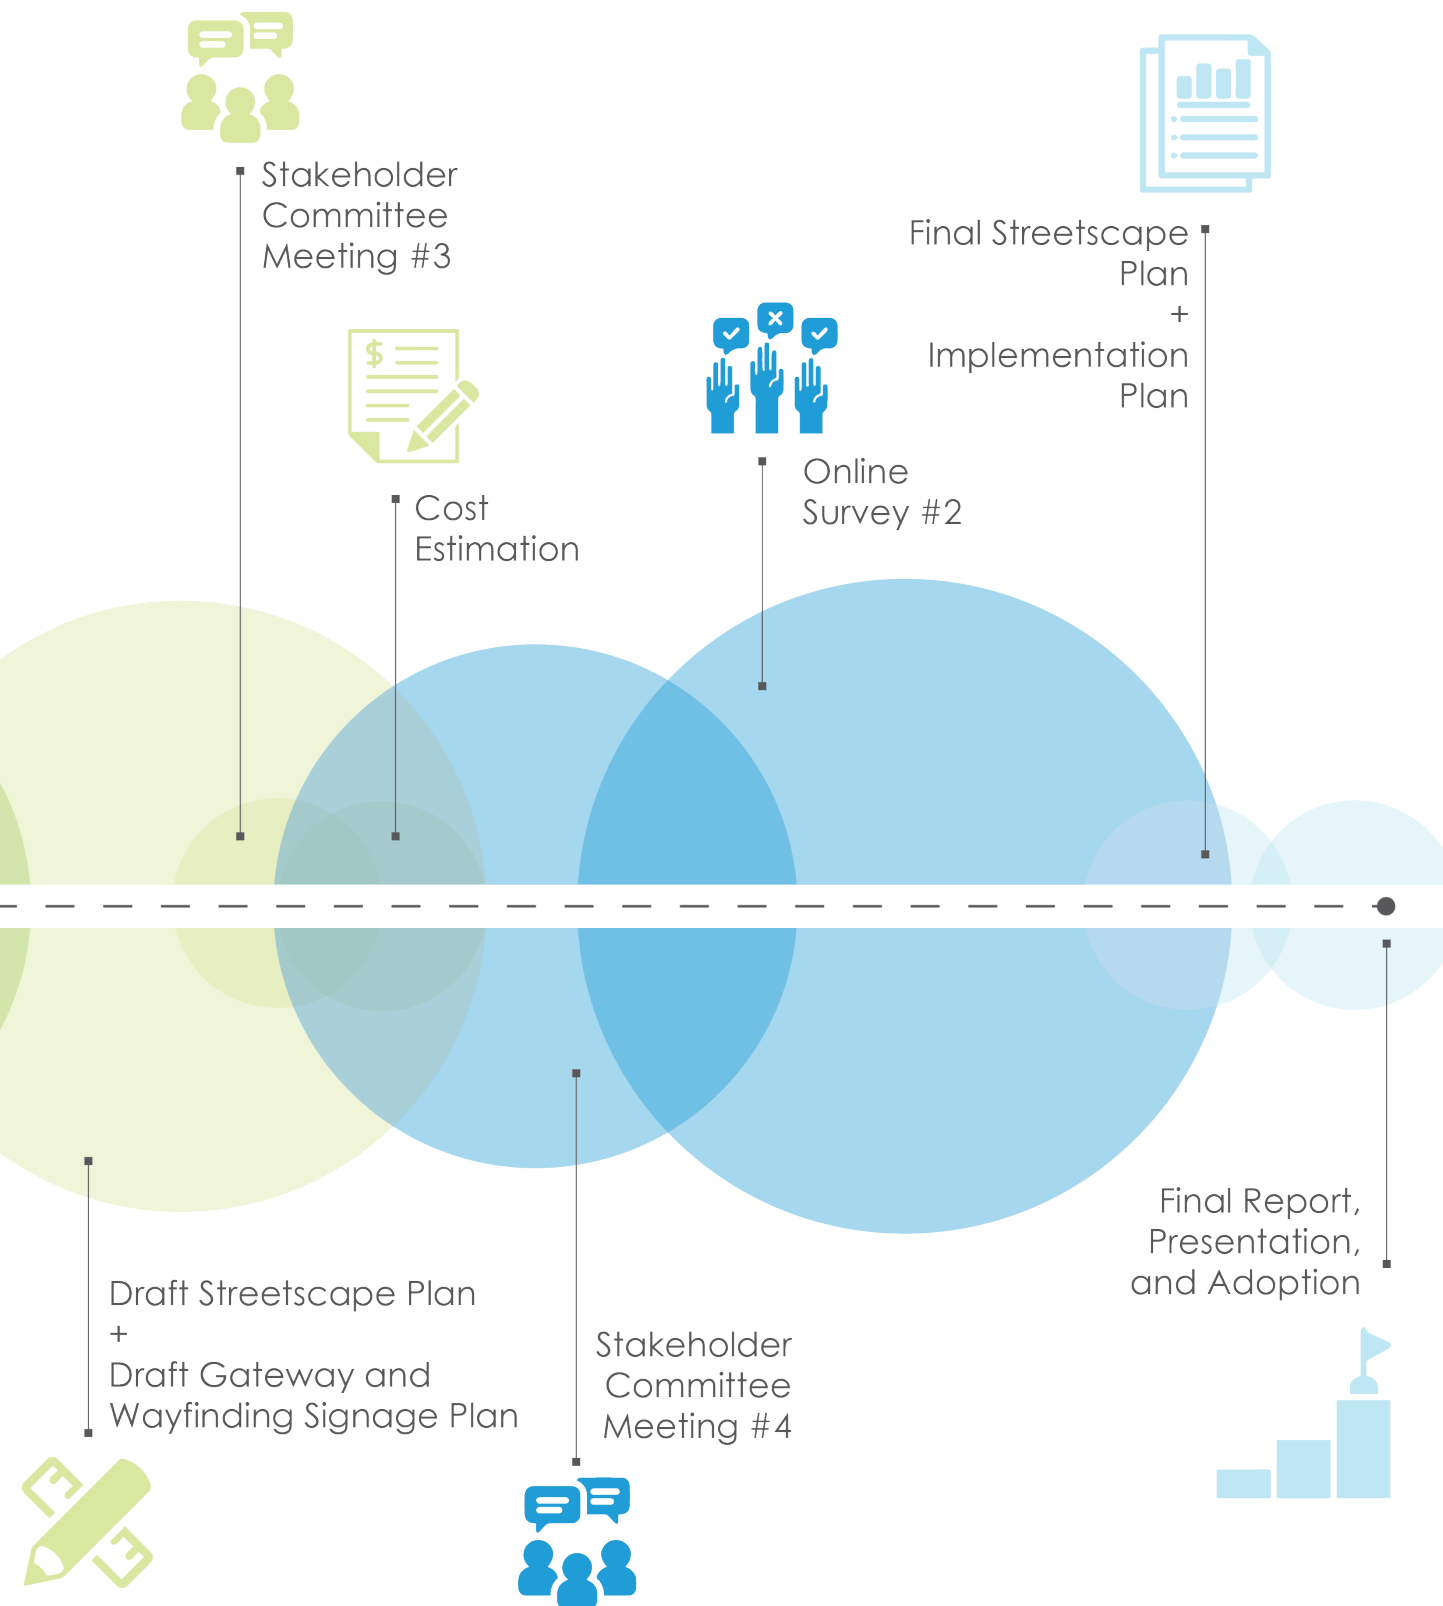 Stakeholder
Committee
Meeting #3
Final Streetscape
Plan
+
Implementation
Plan
$
Cost
Estimation
Online
Survey #2
Draft Streetscape Plan
+
Draft Gateway and
Wayfinding Signage Plan
Stakeholder
Committee
Meeting #4
Final Report,
Presentation,
and Adoption